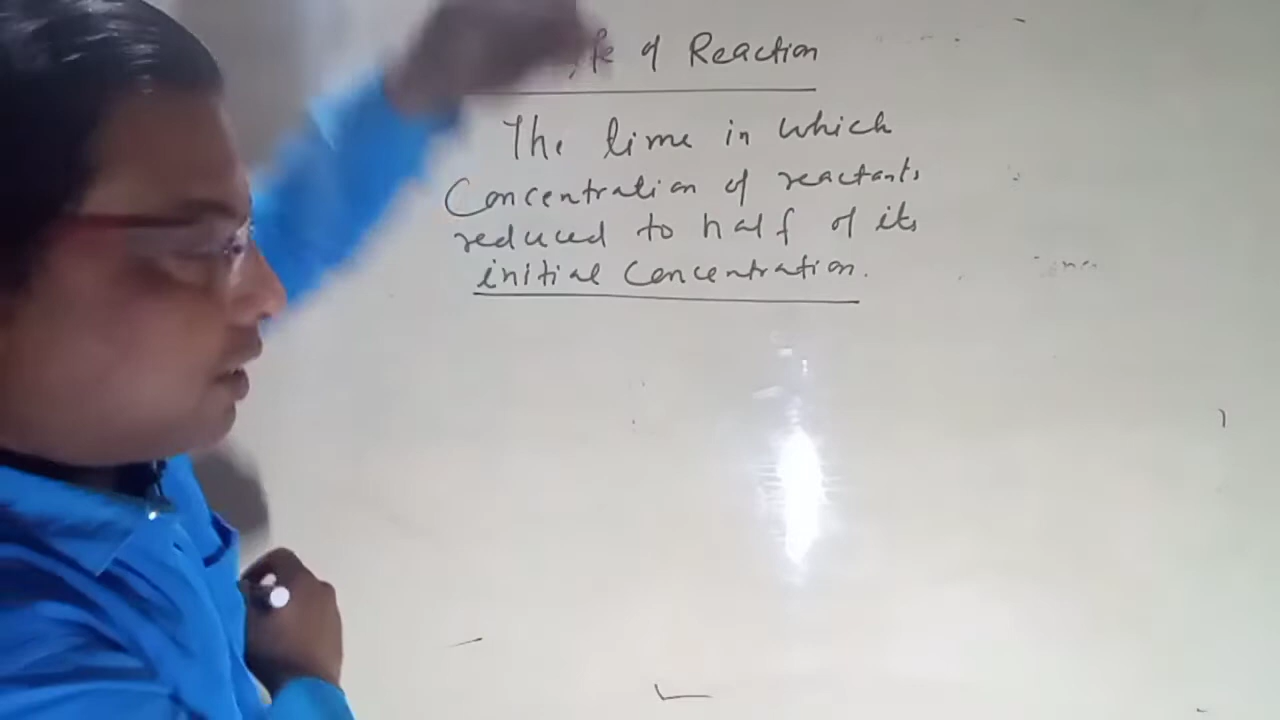 of Reaction
The time in which
Concentration of reactants
reduced to half of its
initial Concentration.